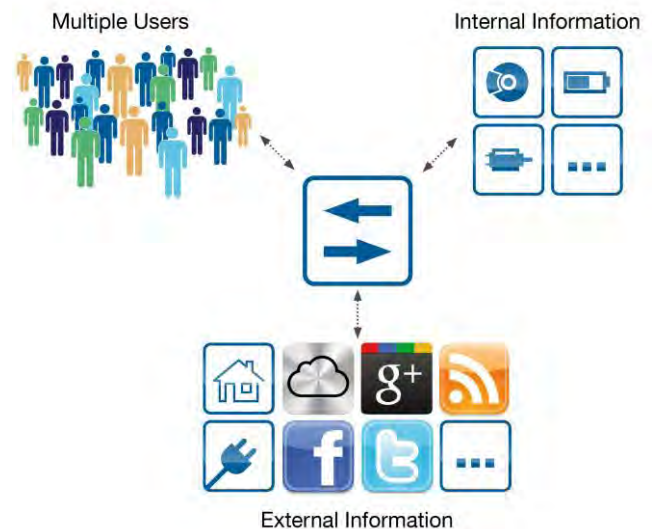 Multiple Users
Internal Information
g+
f
t
External Information